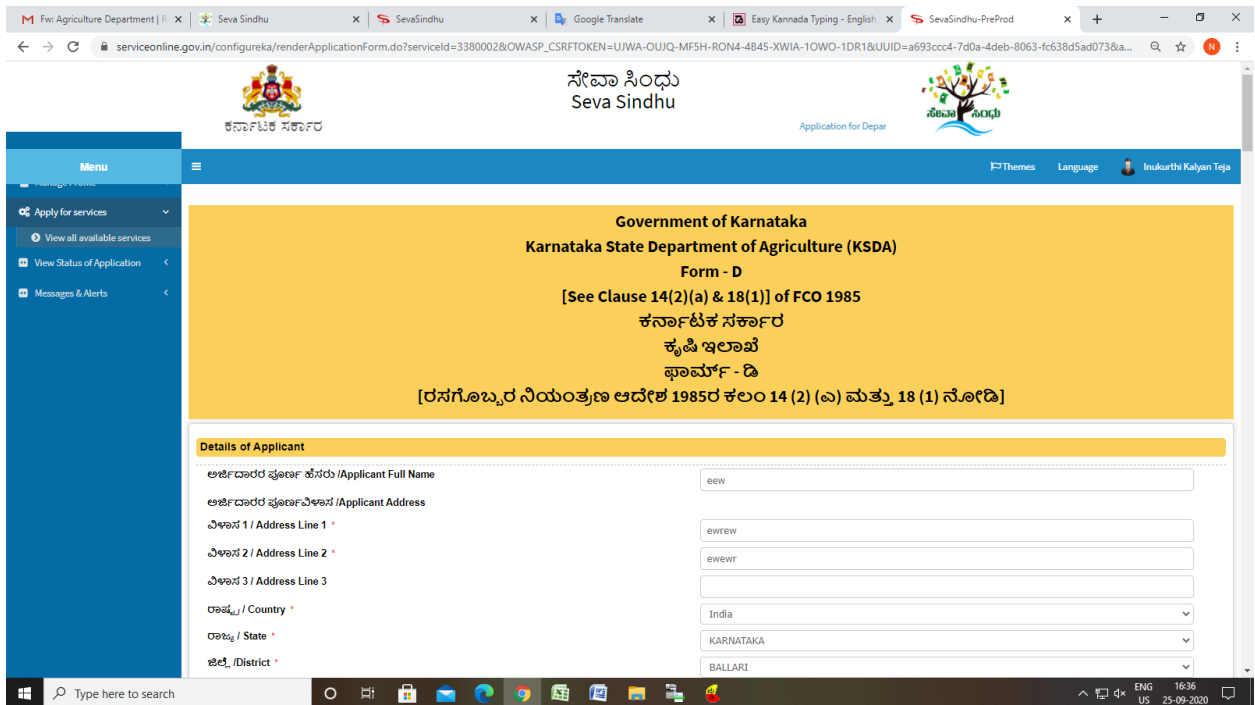 Fw: Agriculture Department | R
Seva Sindhu
SevaSindhu
Google Translate
Easy Kannada Typing - English
SevaSindhu-PreProd
serviceonline.gov.in/configureka/renderApplicationForm.do?serviceId=3380002&OWASP_CSRFTOKEN=UJWA-OUJQ-MF5H-RON4-4B45-XWIA-1OWO-1DR1&UUID=a693ccc4-7d0a-4deb-8063-fc638d5ad073&a...
N
ಕರ್ನಾಟಕ ಸರ್ಕಾರ
ಸೇವಾ ಸಿಂಧು
Seva Sindhu
Application for Depar
ಸೇವಾ ಸಿಂಧು
Menu
Themes
Language
Inukurthi Kalyan Teja
Manage Profile
Apply for services
View all available services
View Status of Application
Messages & Alerts
Government of Karnataka
Karnataka State Department of Agriculture (KSDA)
Form - D
[See Clause 14(2)(a) & 18(1)] of FCO 1985
ಕರ್ನಾಟಕ ಸರ್ಕಾರ
ಕೃಷಿ ಇಲಾಖೆ
ಫಾರ್ಮ್ - ಡಿ
[ರಸಗೊಬ್ಬರ ನಿಯಂತ್ರಣ ಆದೇಶ 1985ರ ಕಲಂ 14 (2) (ಎ) ಮತ್ತು 18 (1) ನೋಡಿ]
Details of Applicant
ಅರ್ಜಿದಾರರ ಪೂರ್ಣ ಹೆಸರು /Applicant Full Name
eew
ಅರ್ಜಿದಾರರ ಪೂರ್ಣವಿಳಾಸ /Applicant Address
ವಿಳಾಸ 1 / Address Line 1 *
ewrew
ವಿಳಾಸ 2 / Address Line 2 *
ewewr
ವಿಳಾಸ 3 / Address Line 3
ರಾಷ್ಟ್ರ / Country *
India
ರಾಜ್ಯ / State *
KARNATAKA
ಜಿಲ್ಲೆ /District *
BALLARI
Type here to search
ENG
US
16:36
25-09-2020